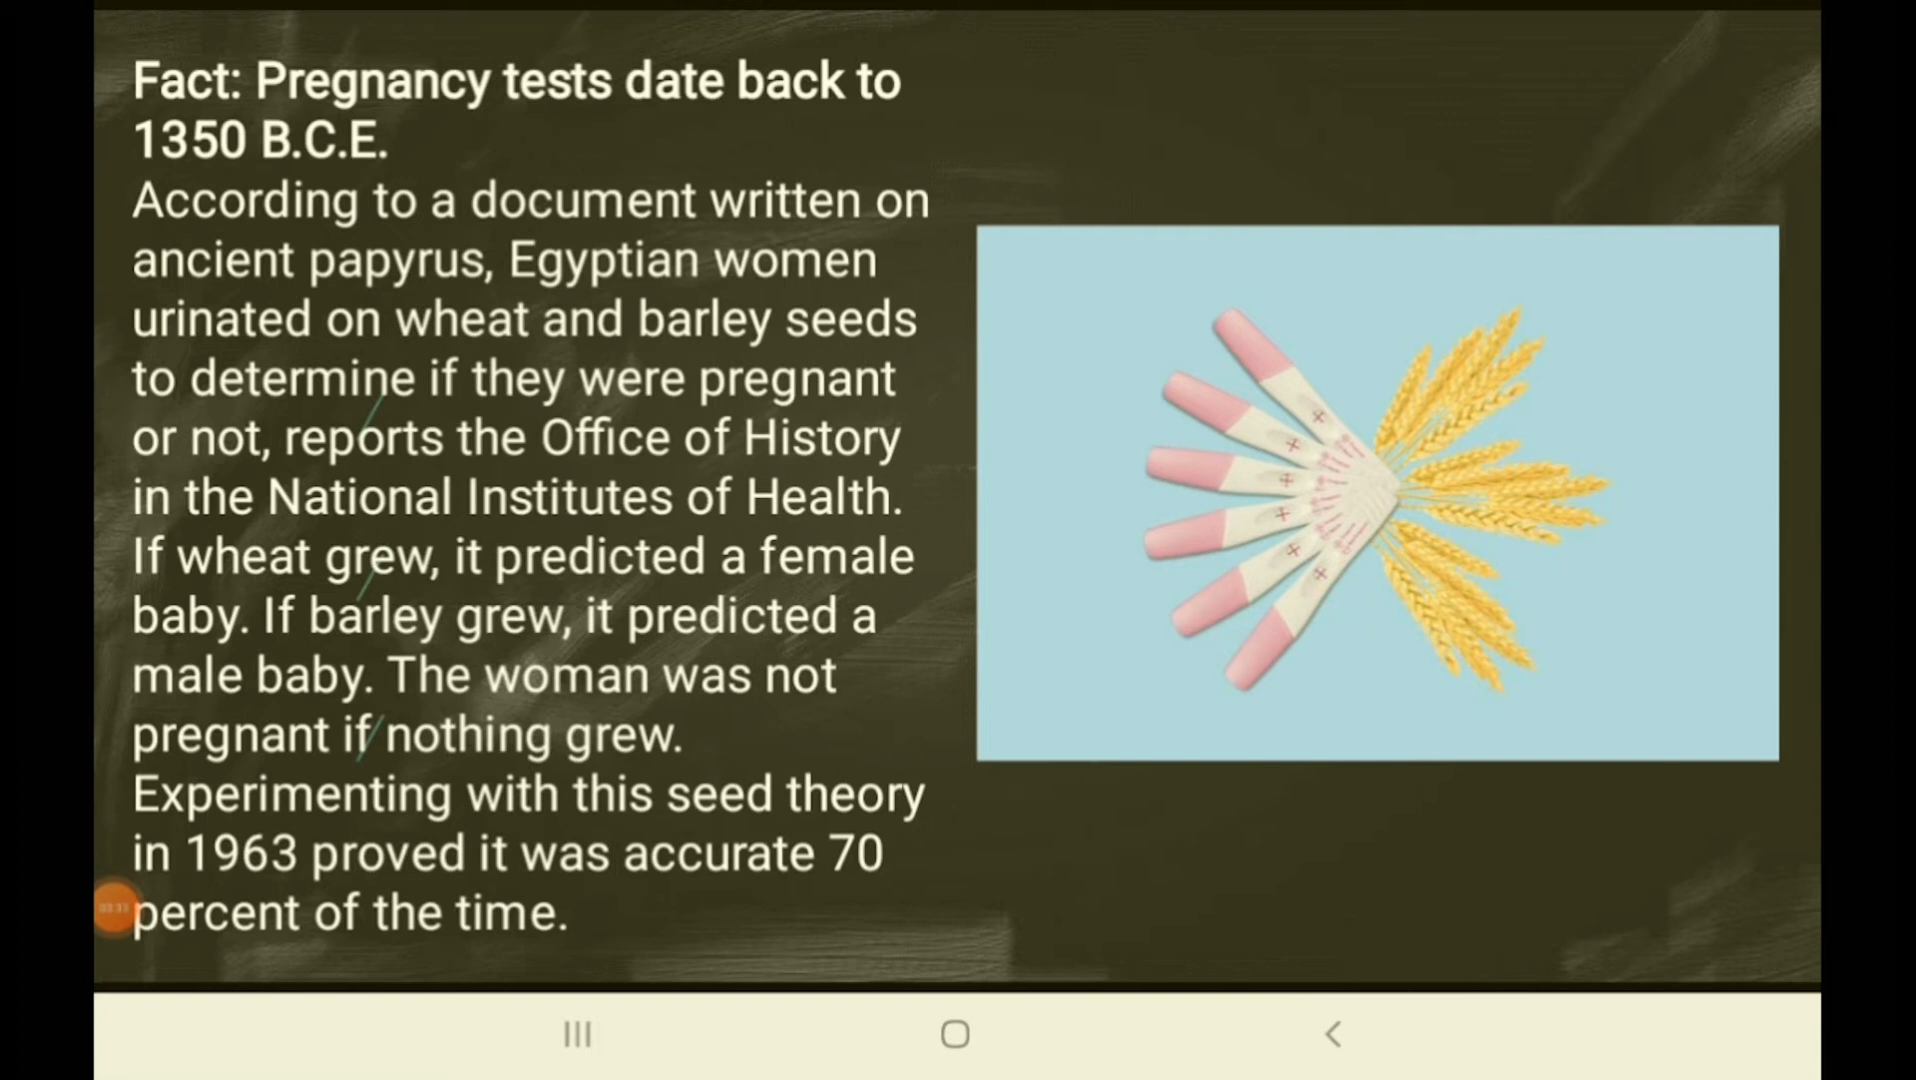 Fact: Pregnancy tests date back to
1350 B.C.E.
According to a document written on
ancient papyrus, Egyptian women
urinated on wheat and barley seeds
to determine if they were pregnant
or not, reports the Office of History
in the National Institutes of Health.
If wheat grew, it predicted a female
baby. If barley grew, it predicted a
male baby. The woman was not
pregnant if nothing grew.
Experimenting with this seed theory
in 1963 proved it was accurate 70
percent of the time.